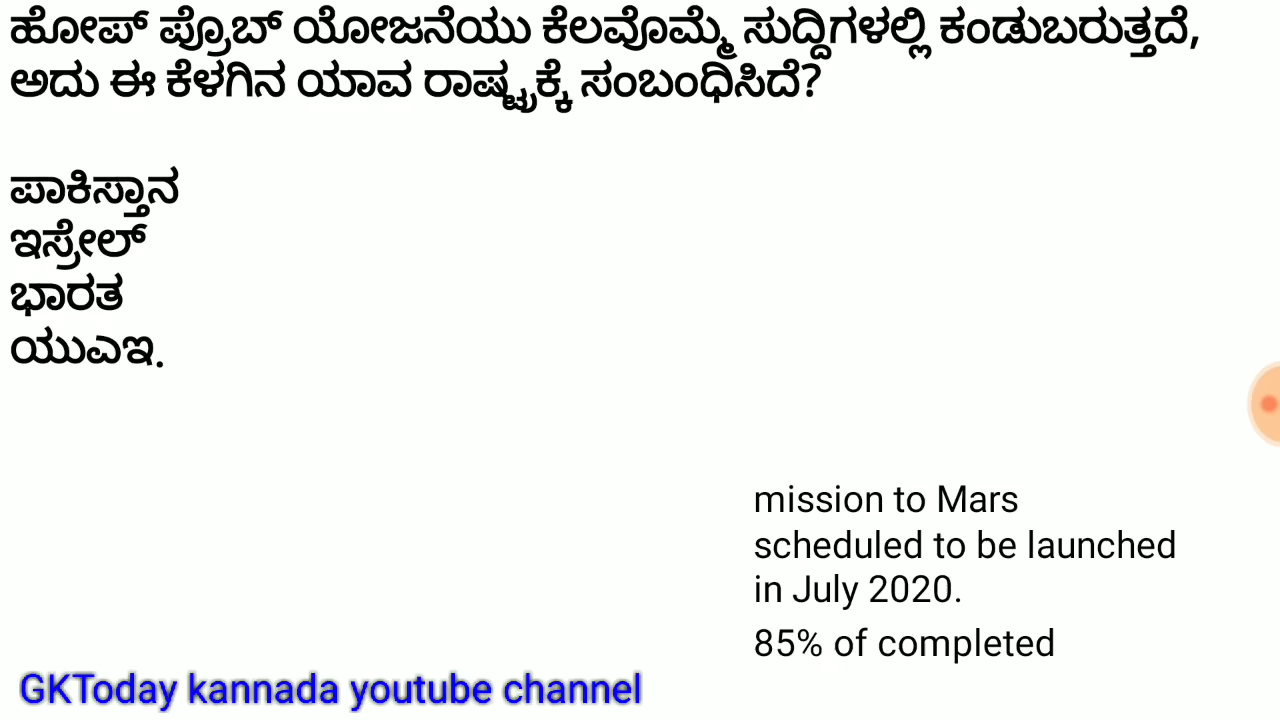 ಹೋಪ್ ಪ್ರೊಬ್ ಯೋಜನೆಯು ಕೆಲವೊಮ್ಮೆ ಸುದ್ದಿಗಳಲ್ಲಿ ಕಂಡುಬರುತ್ತದೆ,
ಅದು ಈ ಕೆಳಗಿನ ಯಾವ ರಾಷ್ಟ್ರಕ್ಕೆ ಸಂಬಂಧಿಸಿದೆ?
ಪಾಕಿಸ್ತಾನ
ಇಸ್ರೇಲ್
ಭಾರತ
ಯುಎಇ.
mission to Mars
scheduled to be launched
in July 2020.
85% of completed
GKToday kannada youtube channel